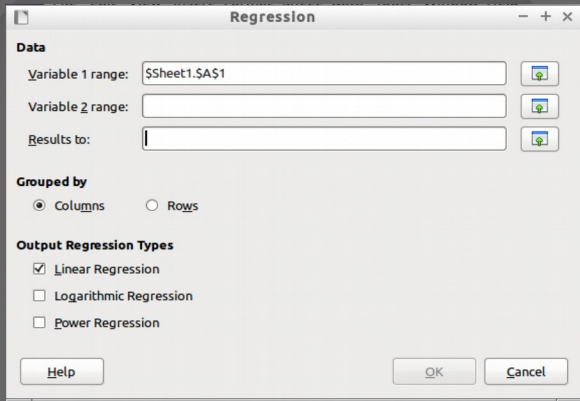 Regression
Data
Variable 1 range: $Sheet1.$A$1
Variable 2 range:
Results to:
Grouped by
Columns Rows
Output Regression Types
Linear Regression
Logarithmic Regression
Power Regression
Help OK Cancel